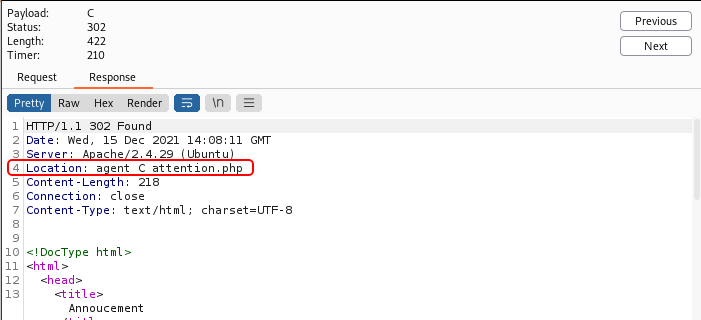 Payload: C
Status: 302
Length: 422
Timer: 210
Previous
Next
Request Response
Pretty Raw Hex Render \n
1 HTTP/1.1 302 Found
2 Date: Wed, 15 Dec 2021 14:08:11 GMT
3 Server: Apache/2.4.29 (Ubuntu)
4 Location: agent_C_attention.php
5 Content-Length: 218
6 Connection: close
7 Content-Type: text/html; charset=UTF-8
8
9
10 <!DocType html>
11 <html>
12 <head>
13 <title>
Annoucement
</title>